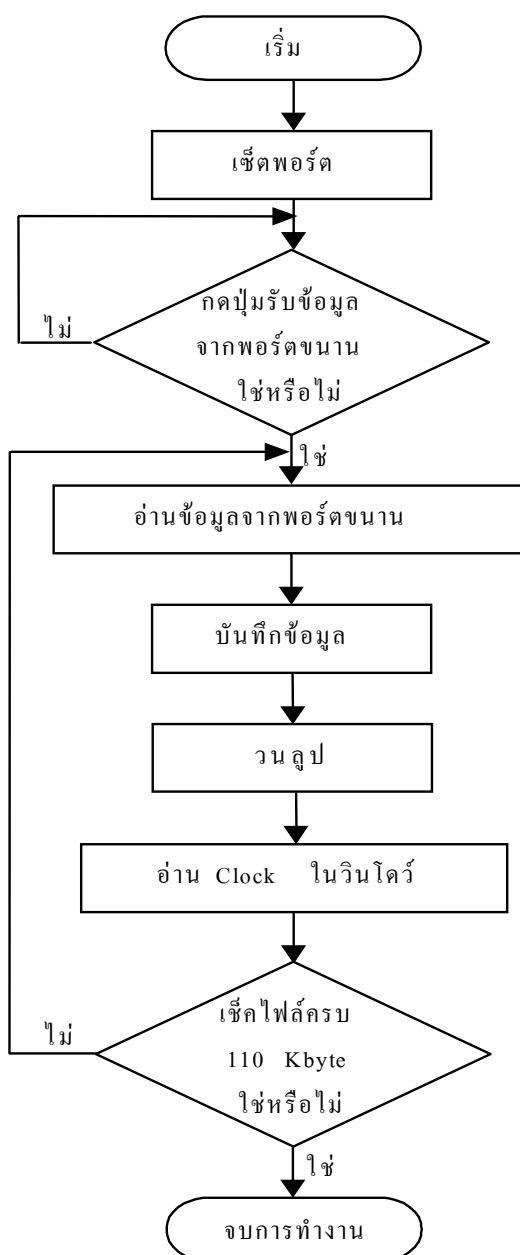 เริ่ม
เซ็ตพอร์ต
กดปุ่มรับข้อมูล
จากพอร์ตขนาน
ใช่หรือไม่
ไม่
ใช่
อ่านข้อมูลจากพอร์ตขนาน
บันทึกข้อมูล
วนลูป
อ่าน Clock ในวินโดว์
เช็คไฟล์ครบ
110 Kbyte
ใช่หรือไม่
ไม่
ใช่
จบการทำงาน